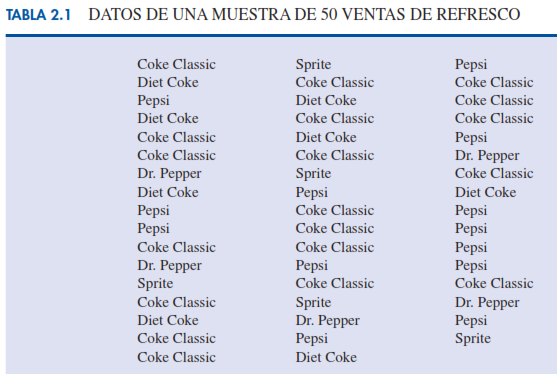 TABLA 2.1 DATOS DE UNA MUESTRA DE 50 VENTAS DE REFRESCO
Coke Classic Sprite Pepsi
Diet Coke Coke Classic Coke Classic
Pepsi Diet Coke Coke Classic
Diet Coke Coke Classic Coke Classic
Coke Classic Diet Coke Pepsi
Coke Classic Coke Classic Dr. Pepper
Dr. Pepper Sprite Coke Classic
Diet Coke Pepsi Diet Coke
Pepsi Coke Classic Pepsi
Pepsi Coke Classic Pepsi
Coke Classic Coke Classic Pepsi
Dr. Pepper Pepsi Pepsi
Sprite Coke Classic Coke Classic
Coke Classic Sprite Dr. Pepper
Diet Coke Dr. Pepper Pepsi
Coke Classic Pepsi Sprite
Coke Classic Diet Coke